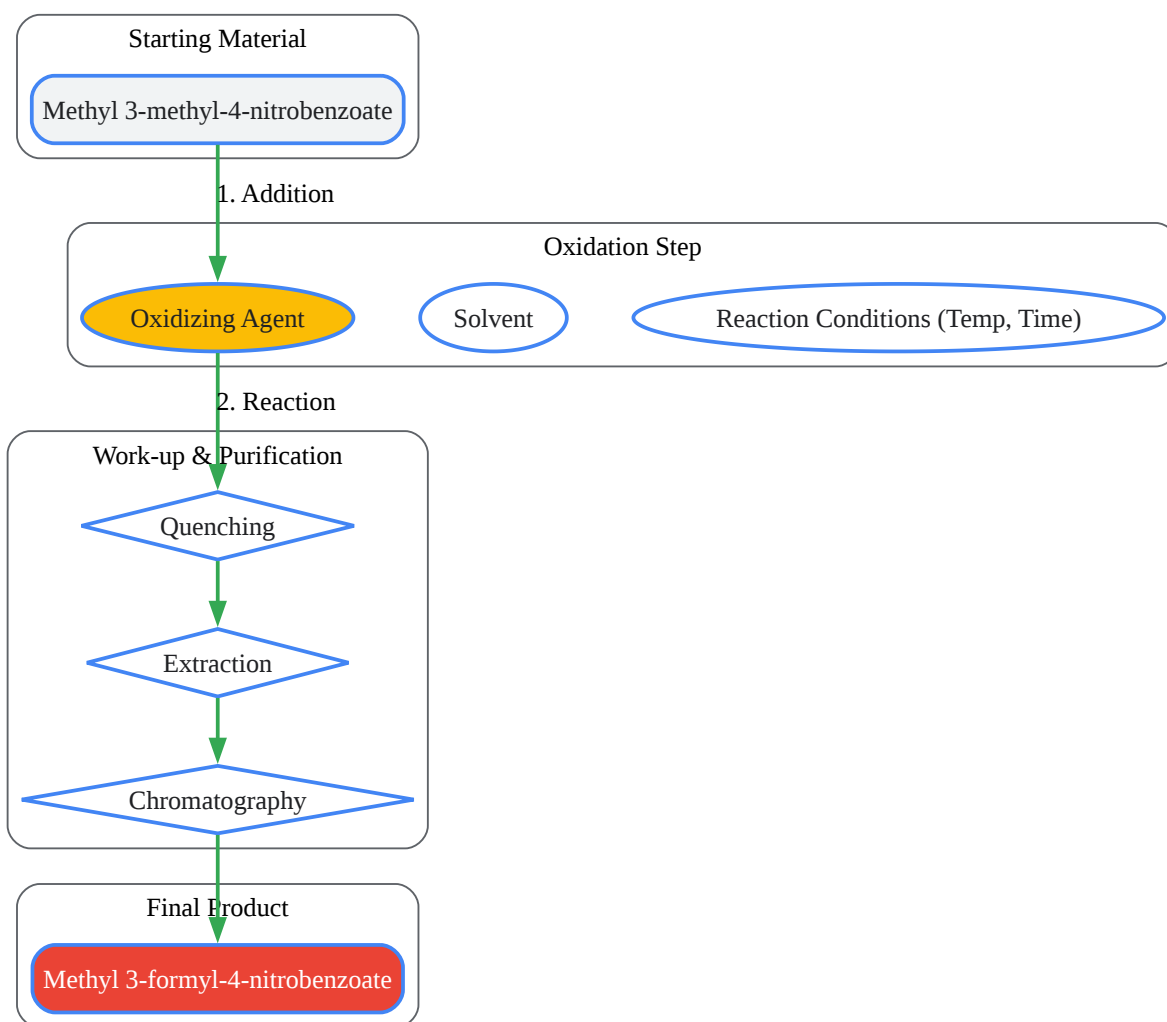 Starting Material
Methyl 3-methyl-4-nitrobenzoate
1. Addition
Oxidation Step
Oxidizing Agent
Solvent
Reaction Conditions (Temp, Time)
2. Reaction
Work-up & Purification
Quenching
Extraction
Chromatography
Final Product
Methyl 3-formyl-4-nitrobenzoate